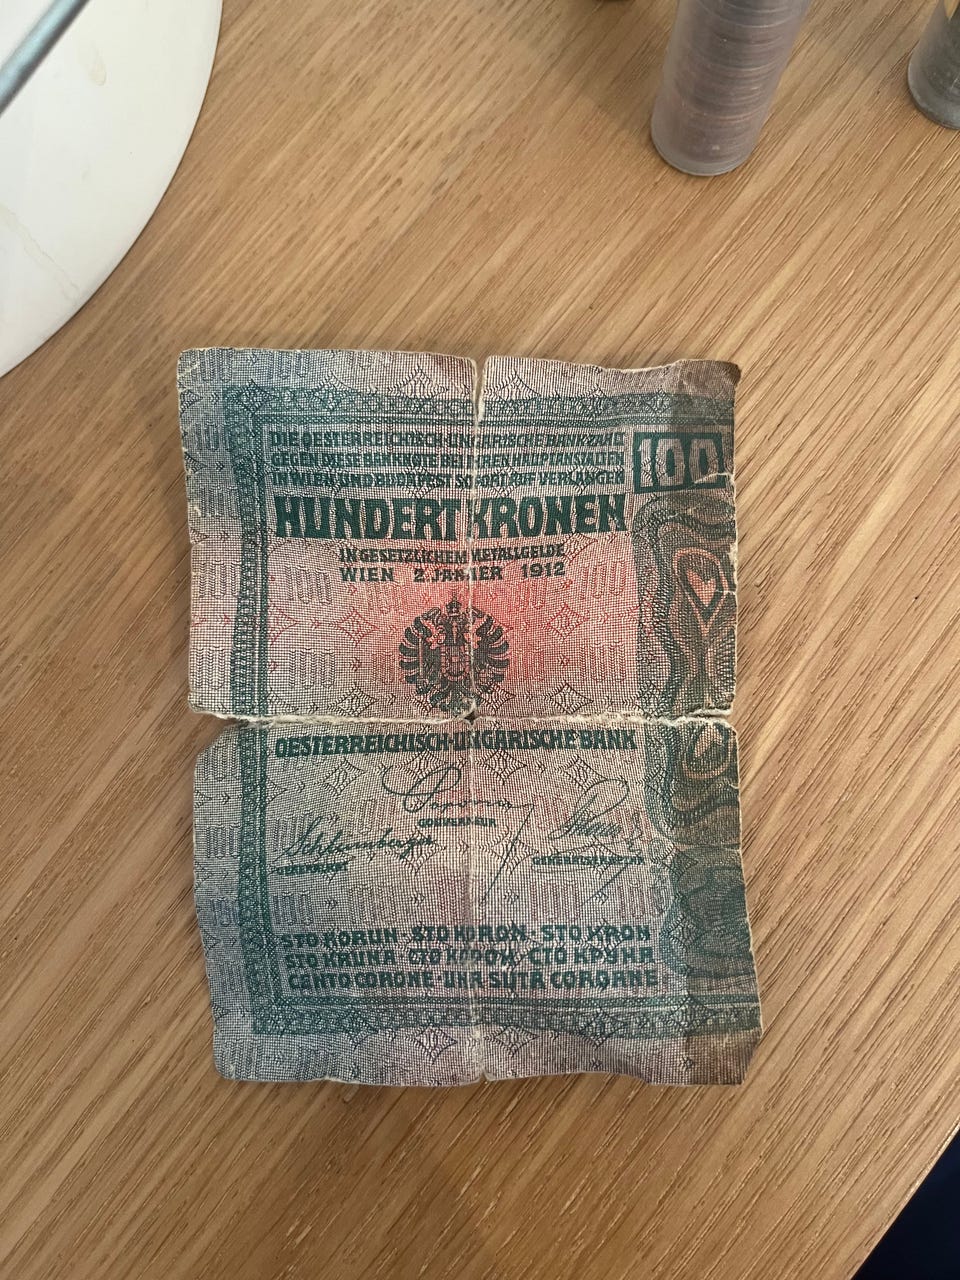 DIE OESTERREICHISCH-UNGARISCHE BANK ZAHLT
GEGEN DIESE BANKNOTE BEI IHREN HAUPTANSTALTEN
IN WIEN UND BUDAPEST SOFORT AUF VERLANGEN
100
HUNDERT KRONEN
IN GESETZLICHEM METALLGELDE
WIEN 2. JANNER 1912
OESTERREICHISCH-UNGARISCHE BANK
GOUVERNEUR
GENERALRAT
GENERALSEKRETÄR
STO KORUN · STO KORON · STO KRON
STO KRUNA СТО КОРОН · СТО КРУНА
CENTO CORONE · UNA SUTĂ COROANE